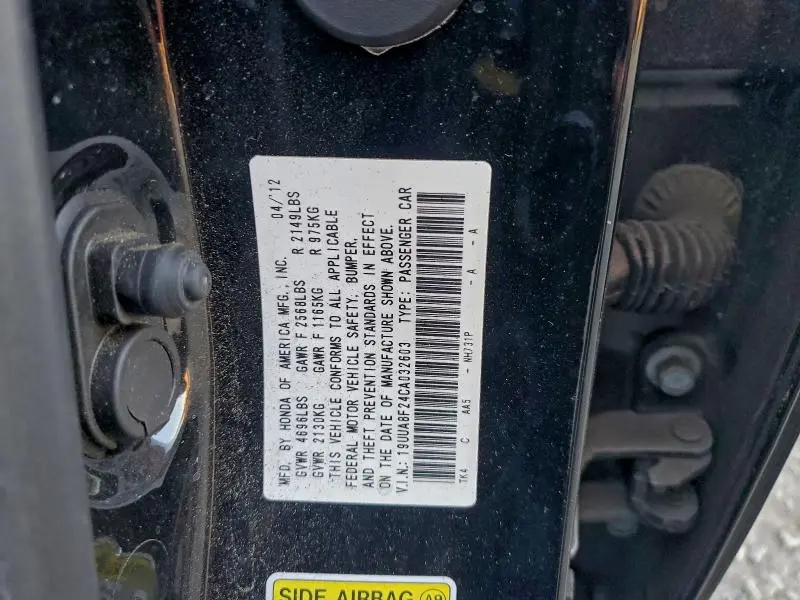 MFD. BY HONDA OF AMERICA MFG., INC. 04/'12
GVWR 4696LBS GAWR F 2568LBS R 2149LBS
GVWR 2130KG GAWR F 1165KG R 975KG
THIS VEHICLE CONFORMS TO ALL APPLICABLE
FEDERAL MOTOR VEHICLE SAFETY, BUMPER,
AND THEFT PREVENTION STANDARDS IN EFFECT
ON THE DATE OF MANUFACTURE SHOWN ABOVE.
V.I.N.: 19UUA8F24CA032603 TYPE: PASSENGER CAR
TK4 C AA5 - NH731P - A - A
SIDE AIRBAG